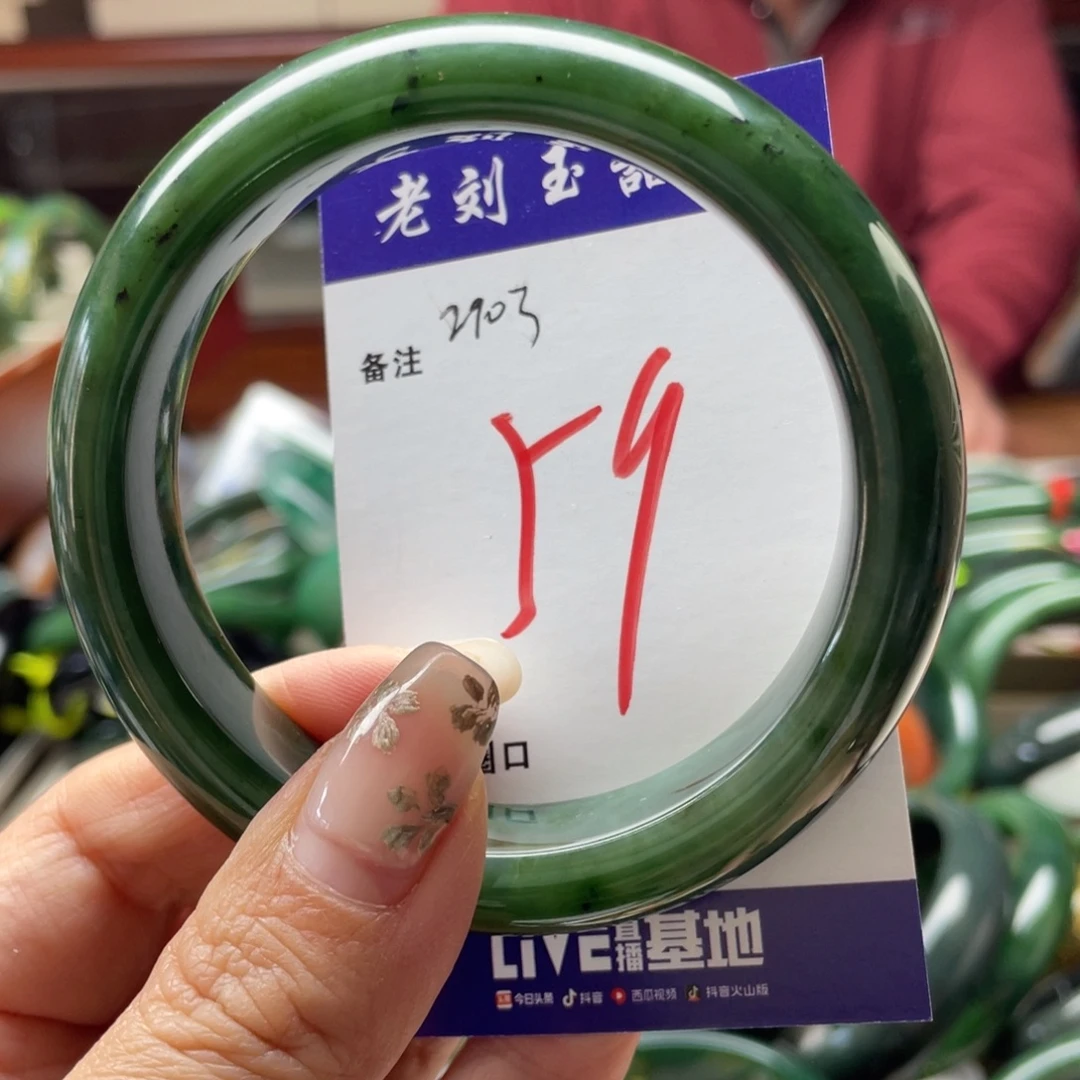 老刘玉器
2903
备注
59
圈口
LIVE直播基地
今日头条 抖音 西瓜视频 抖音火山版